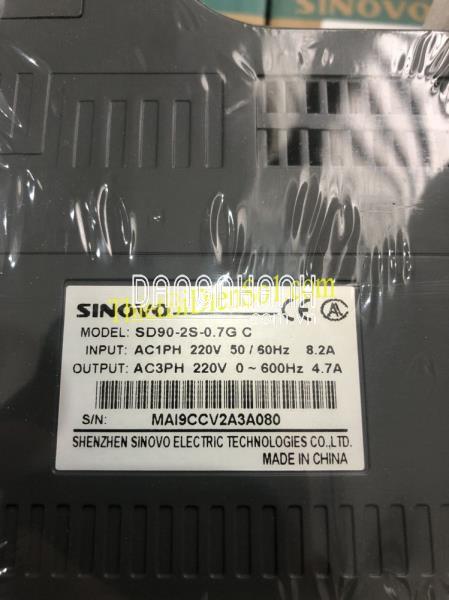 SINOVO
SINOVO
MODEL: SD90-2S-0.7G C
INPUT: AC1PH 220V 50/60Hz 8.2A
OUTPUT: AC3PH 220V 0~600Hz 4.7A
S/N: MAI9CCV2A3A080
SHENZHEN SINOVO ELECTRIC TECHNOLOGIES CO.,LTD.
MADE IN CHINA